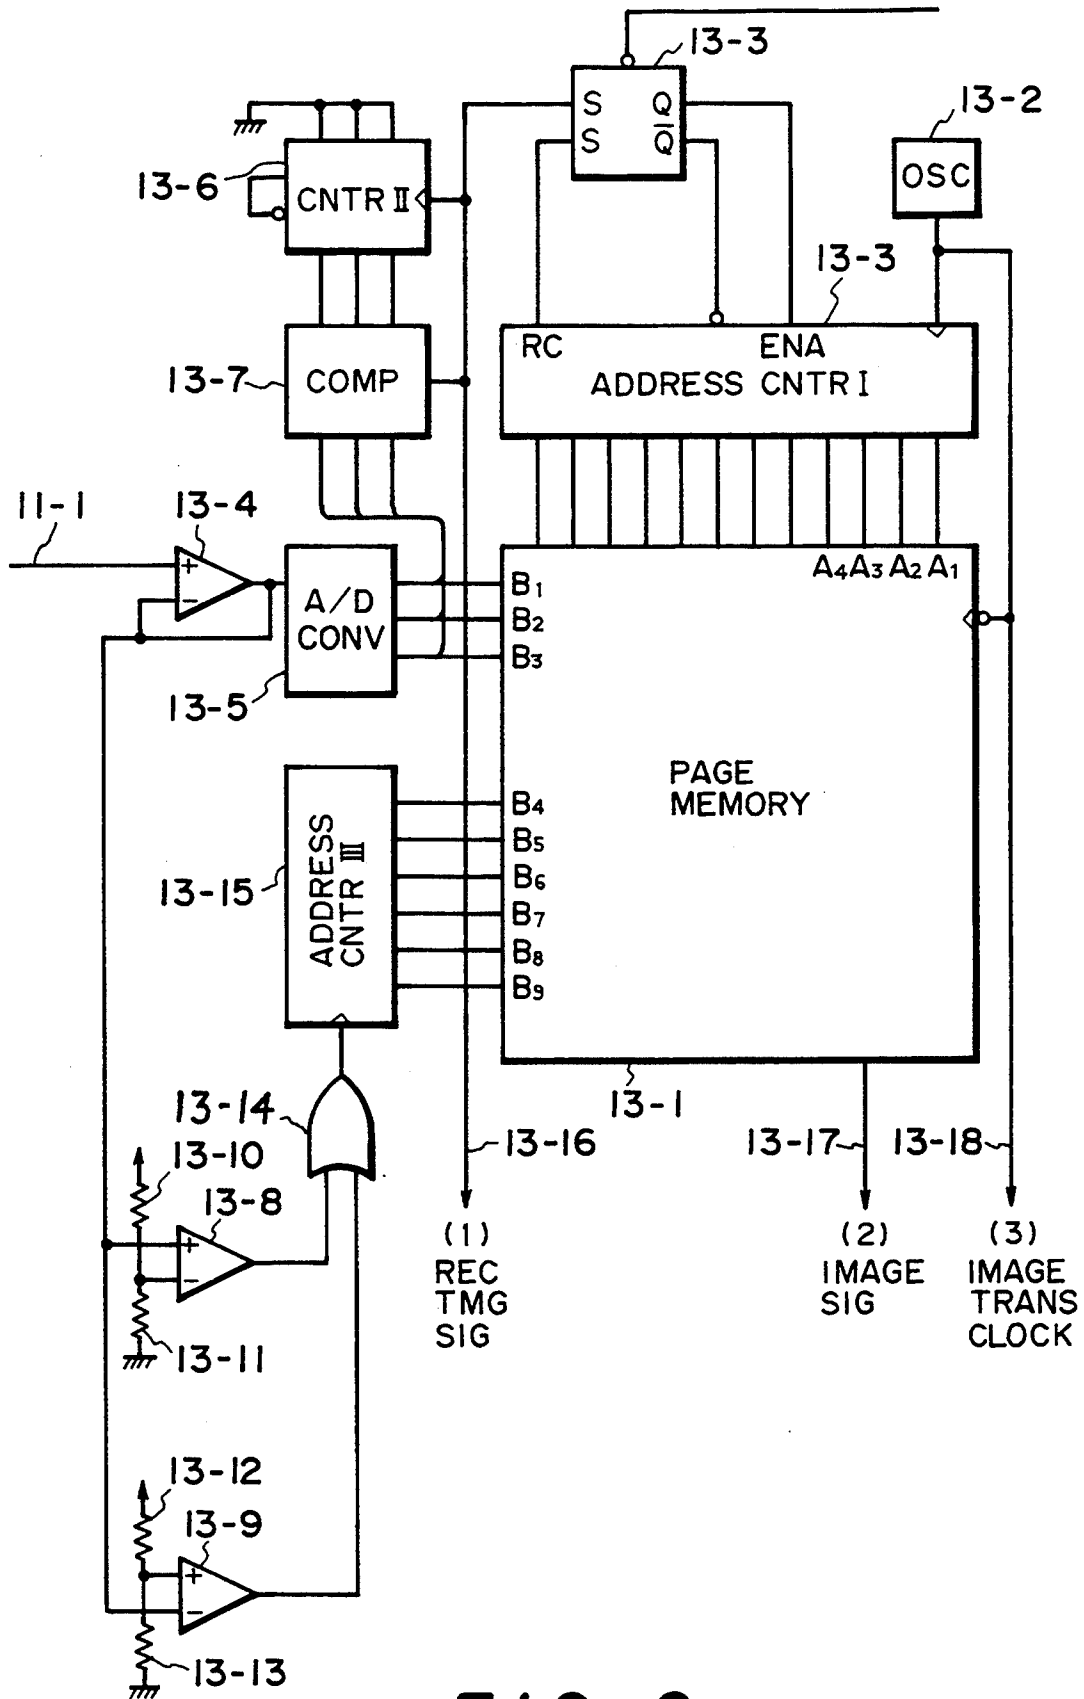 13-3
13-2
S Q
S Q̅
OSC
13-6
CNTR II
13-3
RC ENA
ADDRESS CNTR I
13-7
COMP
11-1
13-4
+
−
A/D
CONV
13-5
A4 A3 A2 A1
B1
B2
B3
PAGE
MEMORY
B4
B5
B6
B7
B8
B9
ADDRESS
CNTR III
13-15
13-1
13-14
13-16
13-17
13-18
13-10
13-8
+
−
13-11
(1)
REC
TMG
SIG
(2)
IMAGE
SIG
(3)
IMAGE
TRANS
CLOCK
13-12
13-9
+
−
13-13